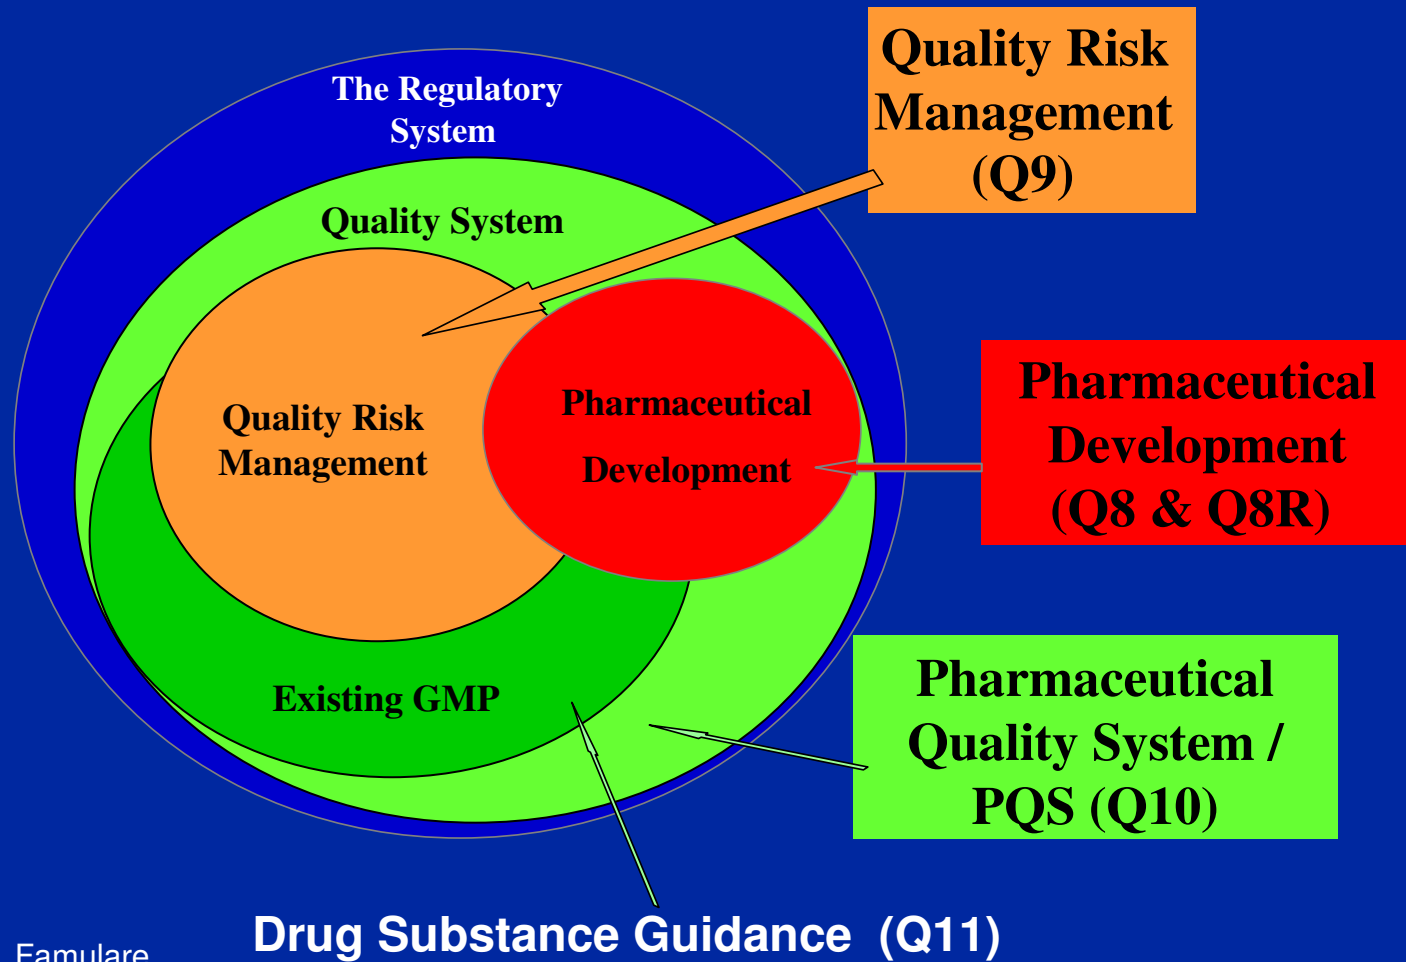 Quality Risk
Management
(Q9)
The Regulatory
System
Quality System
Quality Risk
Management
Pharmaceutical
Development
Pharmaceutical
Development
(Q8 & Q8R)
Existing GMP
Pharmaceutical
Quality System /
PQS (Q10)
Drug Substance Guidance (Q11)
Famulare